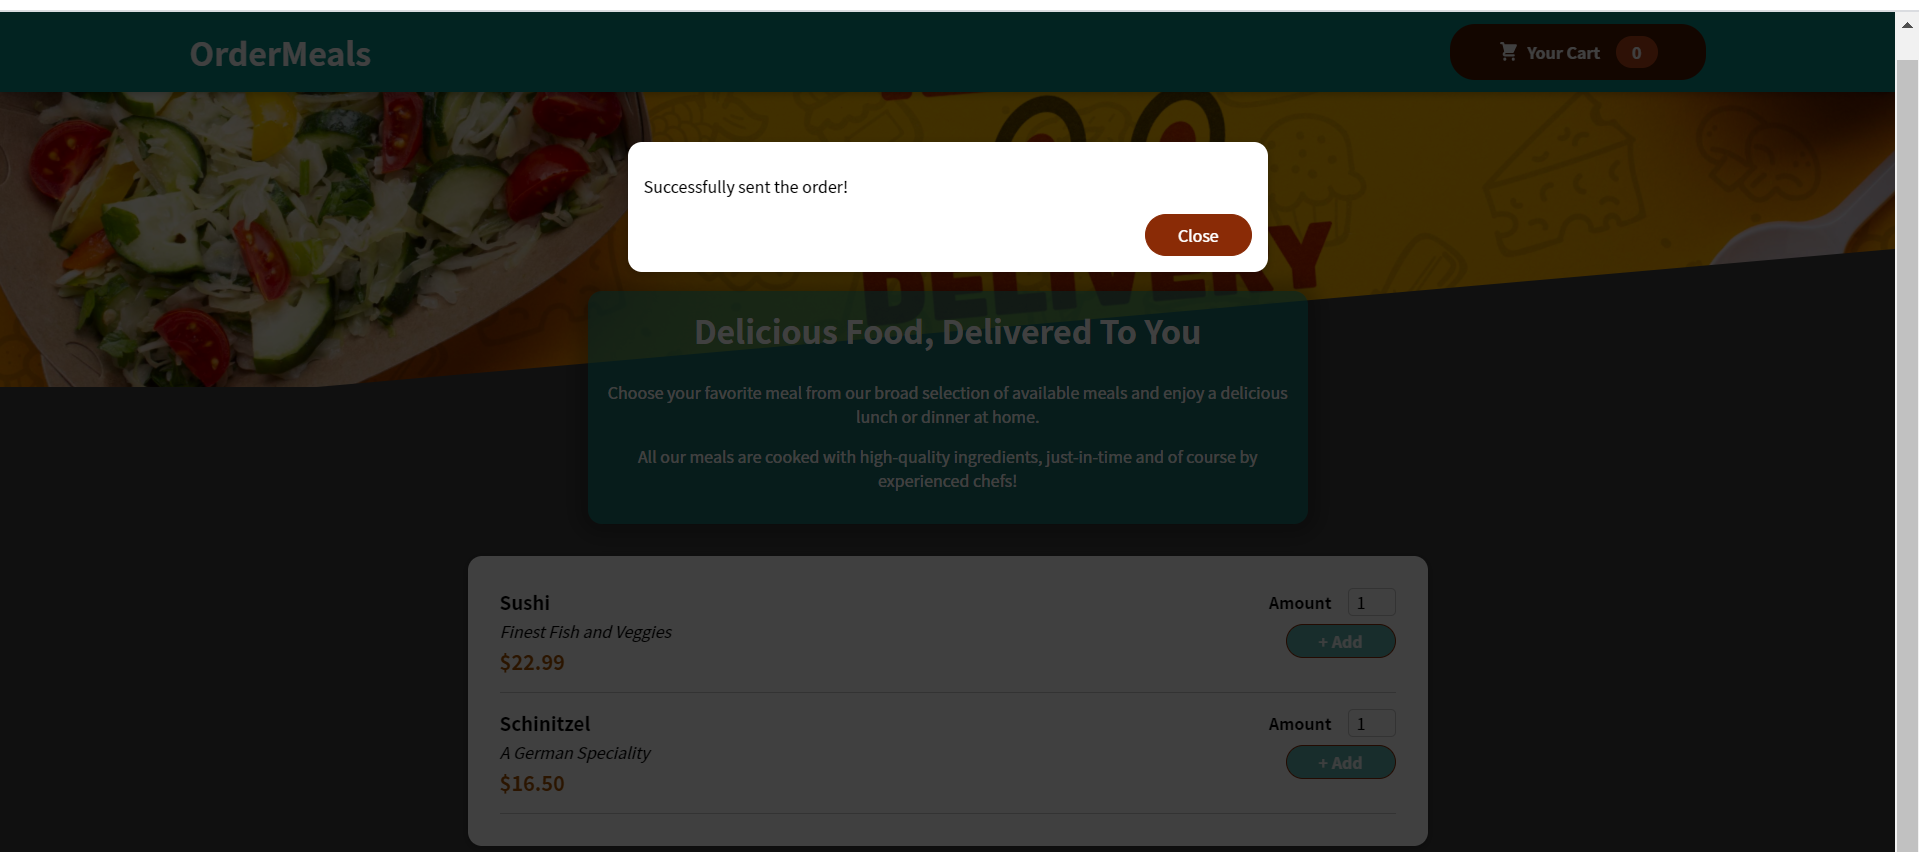 OrderMeals
Your Cart 0
Successfully sent the order!
Close
DELIVERY
Delicious Food, Delivered To You
Choose your favorite meal from our broad selection of available meals and enjoy a delicious
lunch or dinner at home.
All our meals are cooked with high-quality ingredients, just-in-time and of course by
experienced chefs!
Sushi
Amount 1
Finest Fish and Veggies
+ Add
$22.99
Schinitzel
Amount 1
A German Speciality
+ Add
$16.50